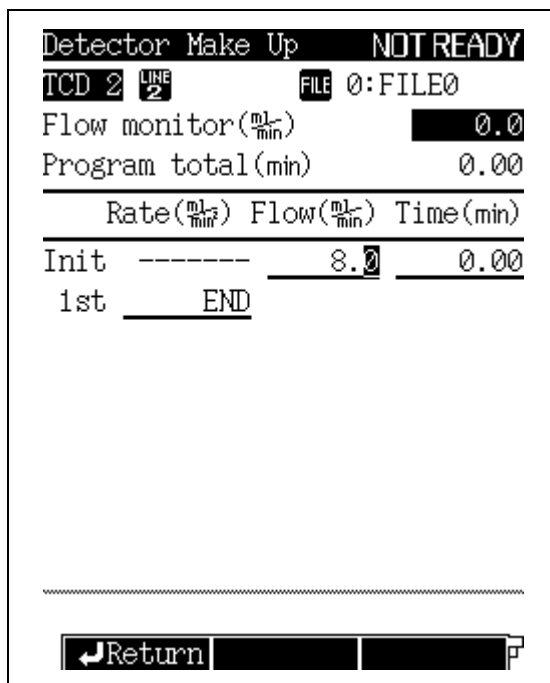 Detector Make Up NOT READY
TCD 2 LINE 2 FILE 0:FILE0
Flow monitor(mL/min) 0.0
Program total(min) 0.00
Rate(mL/min²) Flow(mL/min) Time(min)
Init ------- 8.0 0.00
1st END
↵Return